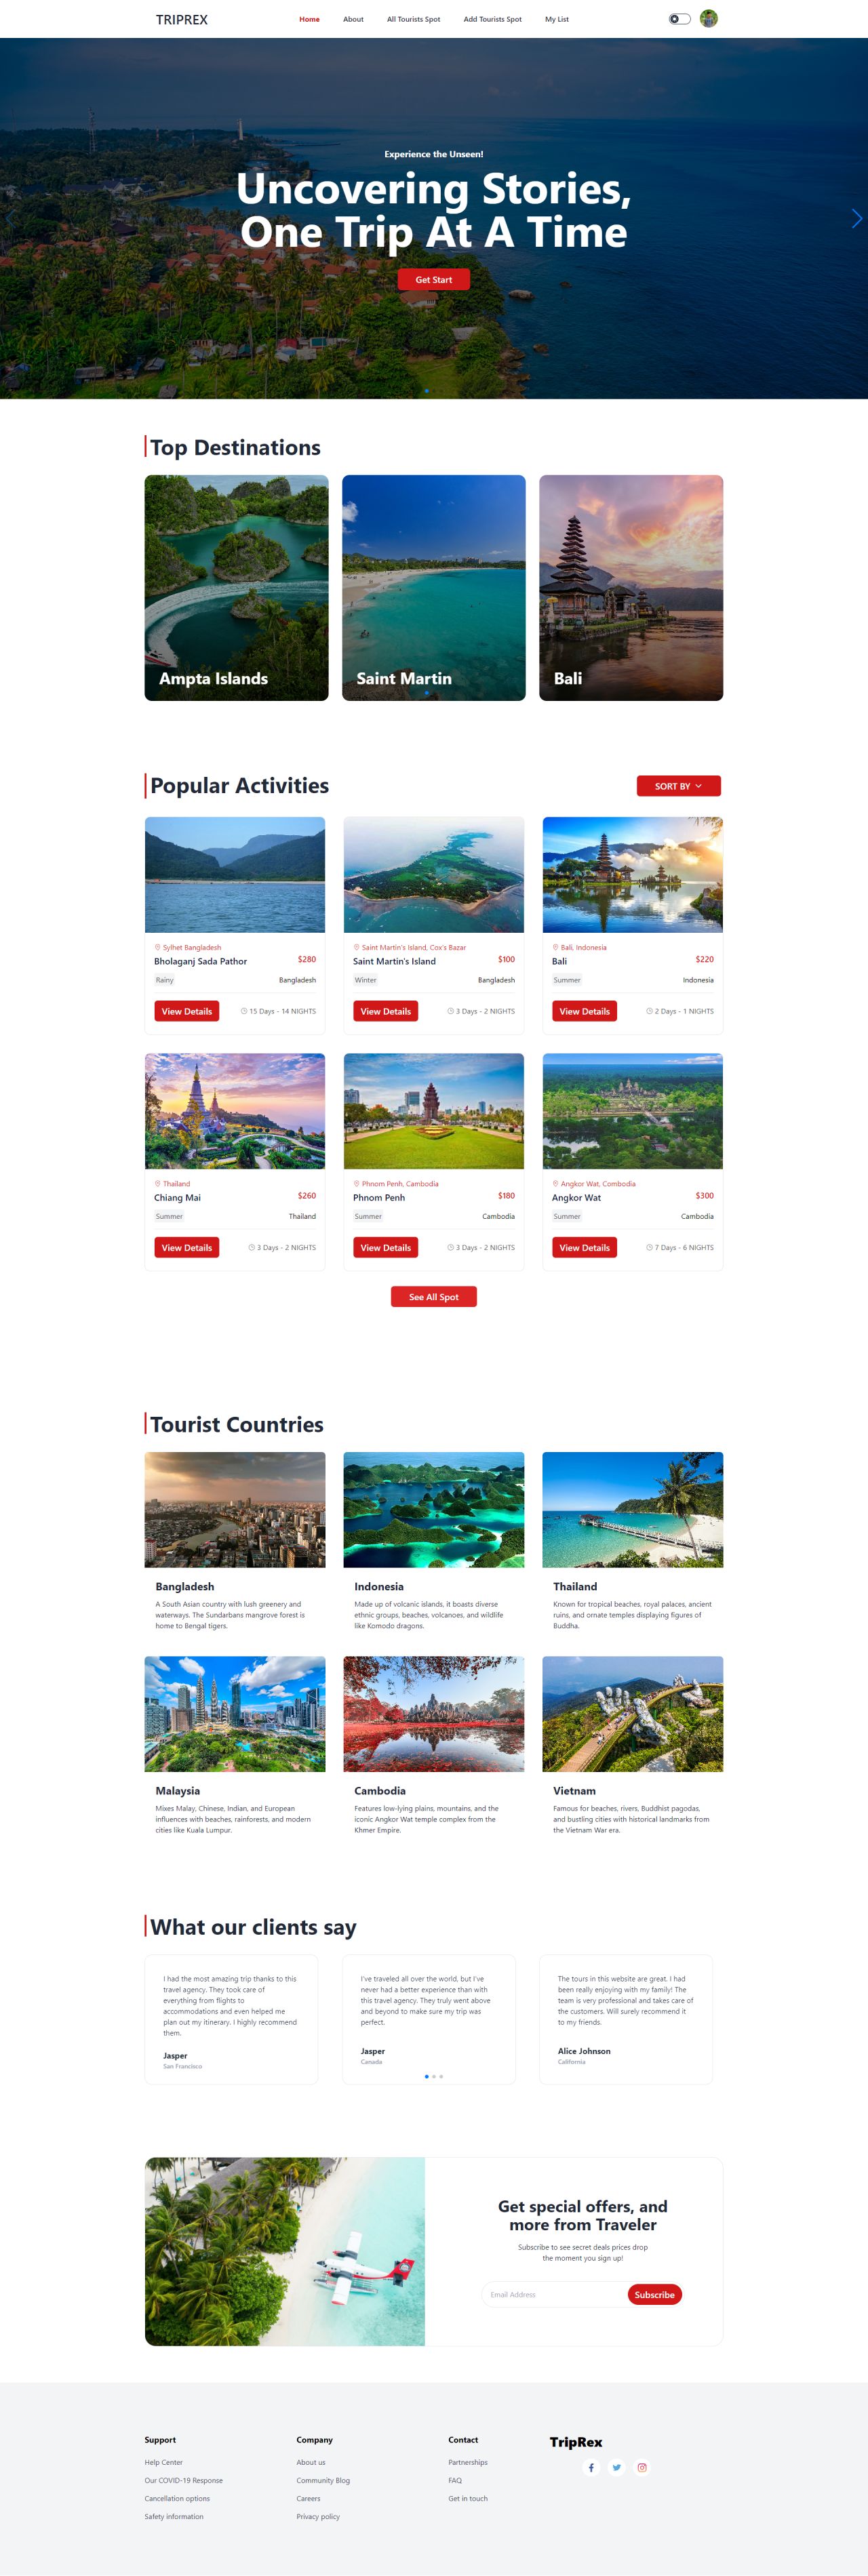 TRIPREX
Home
About
All Tourists Spot
Add Tourists Spot
My List
Experience the Unseen!
Uncovering Stories,
One Trip At A Time
Get Start
Top Destinations
Ampta Islands
Saint Martin
Bali
Popular Activities
SORT BY
Sylhet Bangladesh
Bholaganj Sada Pathor
$280
Rainy
Bangladesh
View Details
15 Days - 14 NIGHTS
Saint Martin's Island, Cox's Bazar
Saint Martin's Island
$100
Winter
Bangladesh
View Details
3 Days - 2 NIGHTS
Bali, Indonesia
Bali
$220
Summer
Indonesia
View Details
2 Days - 1 NIGHTS
Thailand
Chiang Mai
$260
Summer
Thailand
View Details
3 Days - 2 NIGHTS
Phnom Penh, Cambodia
Phnom Penh
$180
Summer
Cambodia
View Details
3 Days - 2 NIGHTS
Angkor Wat, Combodia
Angkor Wat
$300
Summer
Cambodia
View Details
7 Days - 6 NIGHTS
See All Spot
Tourist Countries
Bangladesh
A South Asian country with lush greenery and
waterways. The Sundarbans mangrove forest is
home to Bengal tigers.
Indonesia
Made up of volcanic islands, it boasts diverse
ethnic groups, beaches, volcanoes, and wildlife
like Komodo dragons.
Thailand
Known for tropical beaches, royal palaces, ancient
ruins, and ornate temples displaying figures of
Buddha.
Malaysia
Mixes Malay, Chinese, Indian, and European
influences with beaches, rainforests, and modern
cities like Kuala Lumpur.
Cambodia
Features low-lying plains, mountains, and the
iconic Angkor Wat temple complex from the
Khmer Empire.
Vietnam
Famous for beaches, rivers, Buddhist pagodas,
and bustling cities with historical landmarks from
the Vietnam War era.
What our clients say
I had the most amazing trip thanks to this
travel agency. They took care of
everything from flights to
accommodations and even helped me
plan out my itinerary. I highly recommend
them.
Jasper
San Francisco
I've traveled all over the world, but I've
never had a better experience than with
this travel agency. They truly went above
and beyond to make sure my trip was
perfect.
Jasper
Canada
The tours in this website are great. I had
been really enjoying with my family! The
team is very professional and takes care of
the customers. Will surely recommend it
to my friends.
Alice Johnson
California
Get special offers, and
more from Traveler
Subscribe to see secret deals prices drop
the moment you sign up!
Email Address
Subscribe
Support
Help Center
Our COVID-19 Response
Cancellation options
Safety information
Company
About us
Community Blog
Careers
Privacy policy
Contact
Partnerships
FAQ
Get in touch
TripRex